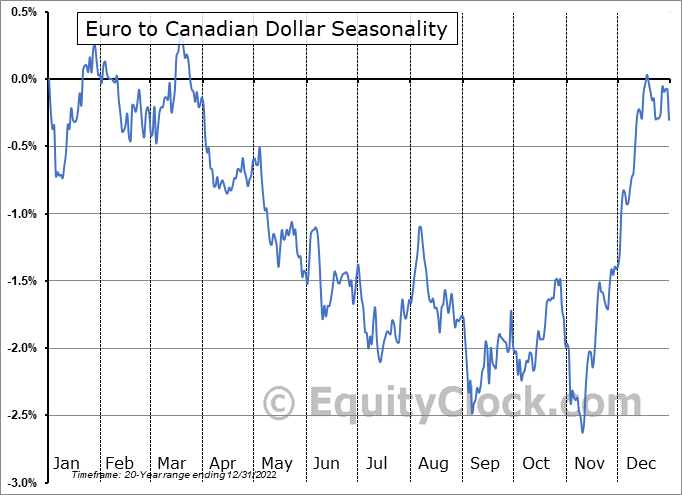 Euro to Canadian Dollar Seasonality
0.5%
0.0%
-0.5%
-1.0%
-1.5%
-2.0%
-2.5%
-3.0%
© EquityClock.com
Jan Feb Mar Apr May Jun Jul Aug Sep Oct Nov Dec
Timeframe: 20-Year range ending 12/31/2022